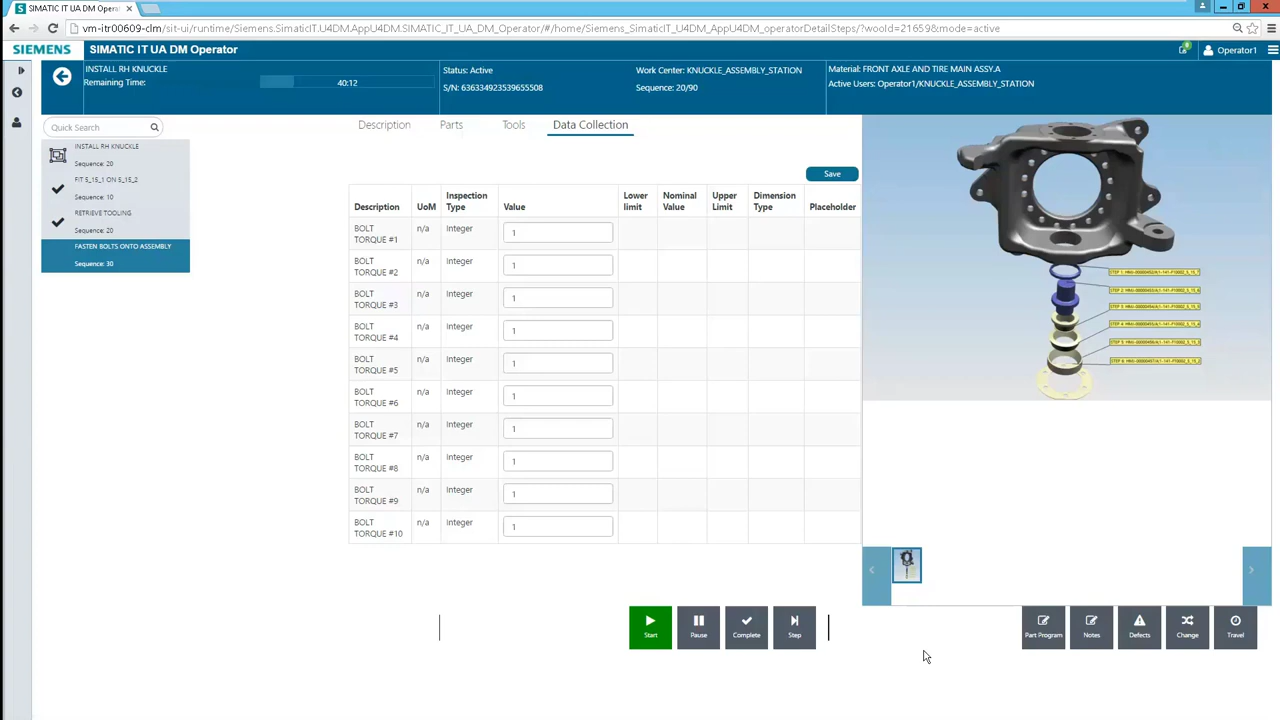 SIMATIC IT UA DM Operator
vm-itr00609-clm/sit-ui/runtime/Siemens.SimaticIT.U4DM.AppU4DM.SIMATIC_IT_UA_DM_Operator/#/home/Siemens_SimaticIT_U4DM_AppU4DM_operatorDetailSteps/?wooId=21659&mode=active
SIEMENS SIMATIC IT UA DM Operator
8 Operator1
INSTALL RH KNUCKLE
Remaining Time: 40:12
Status: Active
S/N: 636334923539655508
Work Center: KNUCKLE_ASSEMBLY_STATION
Sequence: 20/90
Material: FRONT AXLE AND TIRE MAIN ASSY.A
Active Users: Operator1/KNUCKLE_ASSEMBLY_STATION
Quick Search
INSTALL RH KNUCKLE
Sequence: 20
FIT 5_15_1 ON 5_15_2
Sequence: 10
RETRIEVE TOOLING
Sequence: 20
FASTEN BOLTS ONTO ASSEMBLY
Sequence: 30
Description Parts Tools Data Collection
Save
Description UoM Inspection Type Value Lower limit Nominal Value Upper Limit Dimension Type Placeholder
BOLT TORQUE #1 n/a Integer 1
BOLT TORQUE #2 n/a Integer 1
BOLT TORQUE #3 n/a Integer 1
BOLT TORQUE #4 n/a Integer 1
BOLT TORQUE #5 n/a Integer 1
BOLT TORQUE #6 n/a Integer 1
BOLT TORQUE #7 n/a Integer 1
BOLT TORQUE #8 n/a Integer 1
BOLT TORQUE #9 n/a Integer 1
BOLT TORQUE #10 n/a Integer 1
Start Pause Complete Step
Part Program Notes Defects Change Travel